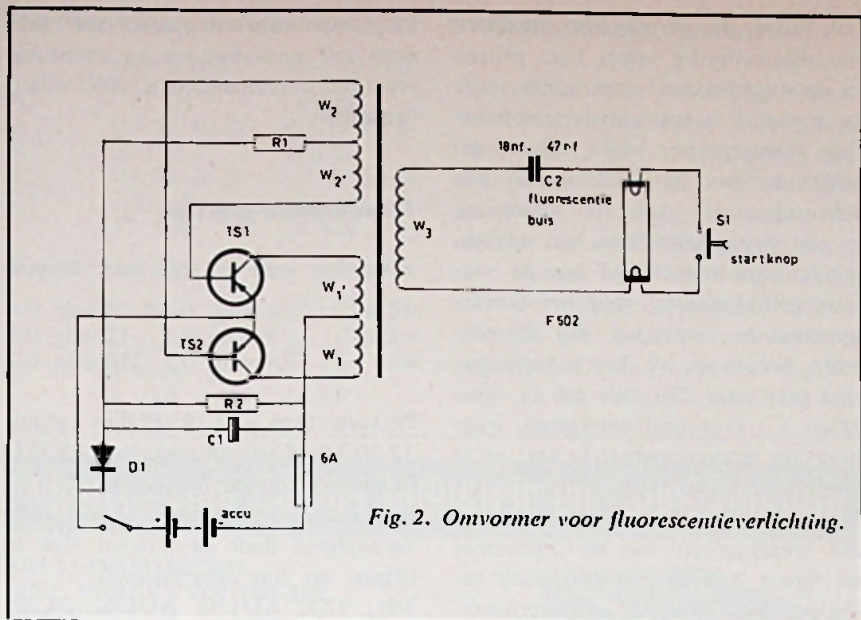 W2
R1
W2'
TS1
W1'
TS2
W1
R2
C1
6A
D1
+
+
accu
W3
18nf - 47nf
C2
fluorescentie
buis
S1
startknop
F502
Fig. 2. Omvormer voor fluorescentieverlichting.